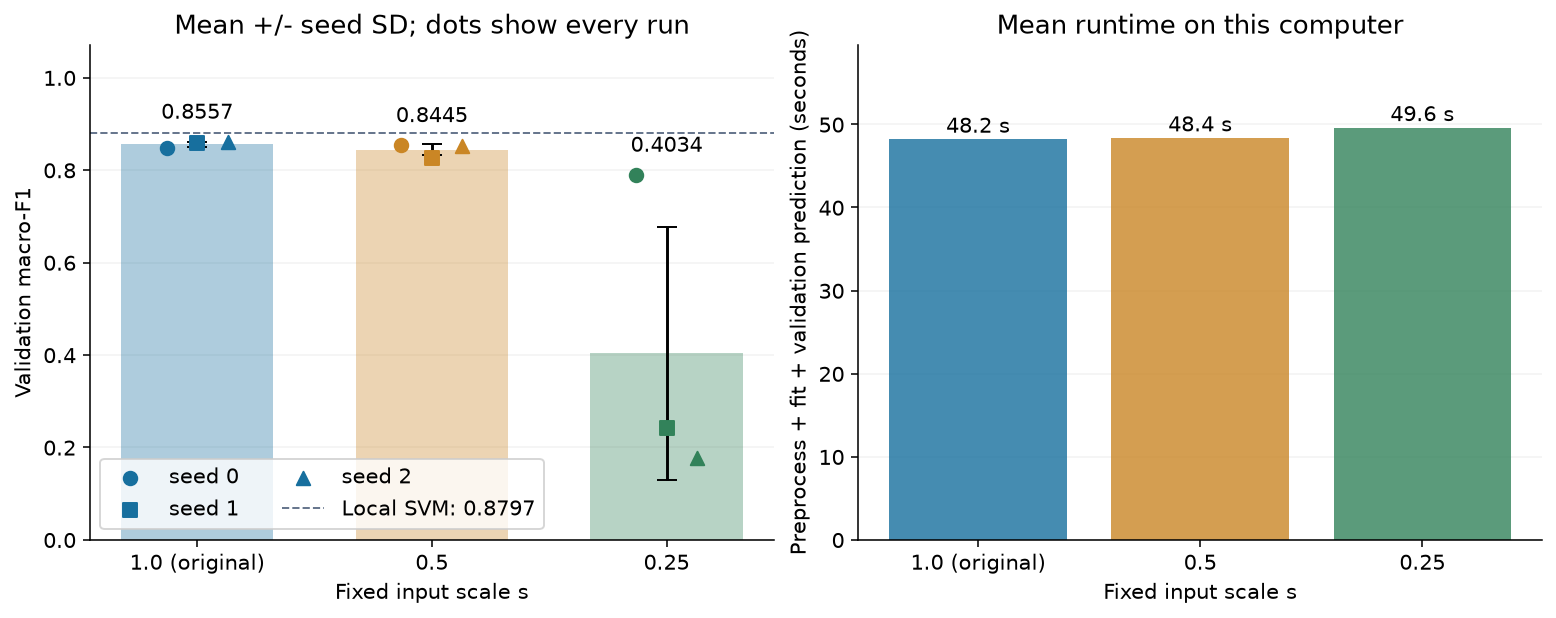 Mean +/- seed SD; dots show every run
Validation macro-F1
1.0
0.8
0.6
0.4
0.2
0.0
0.8557
0.8445
0.4034
seed 0
seed 1
seed 2
Local SVM: 0.8797
1.0 (original)
0.5
0.25
Fixed input scale s
Mean runtime on this computer
Preprocess + fit + validation prediction (seconds)
50
40
30
20
10
0
48.2 s
48.4 s
49.6 s
1.0 (original)
0.5
0.25
Fixed input scale s